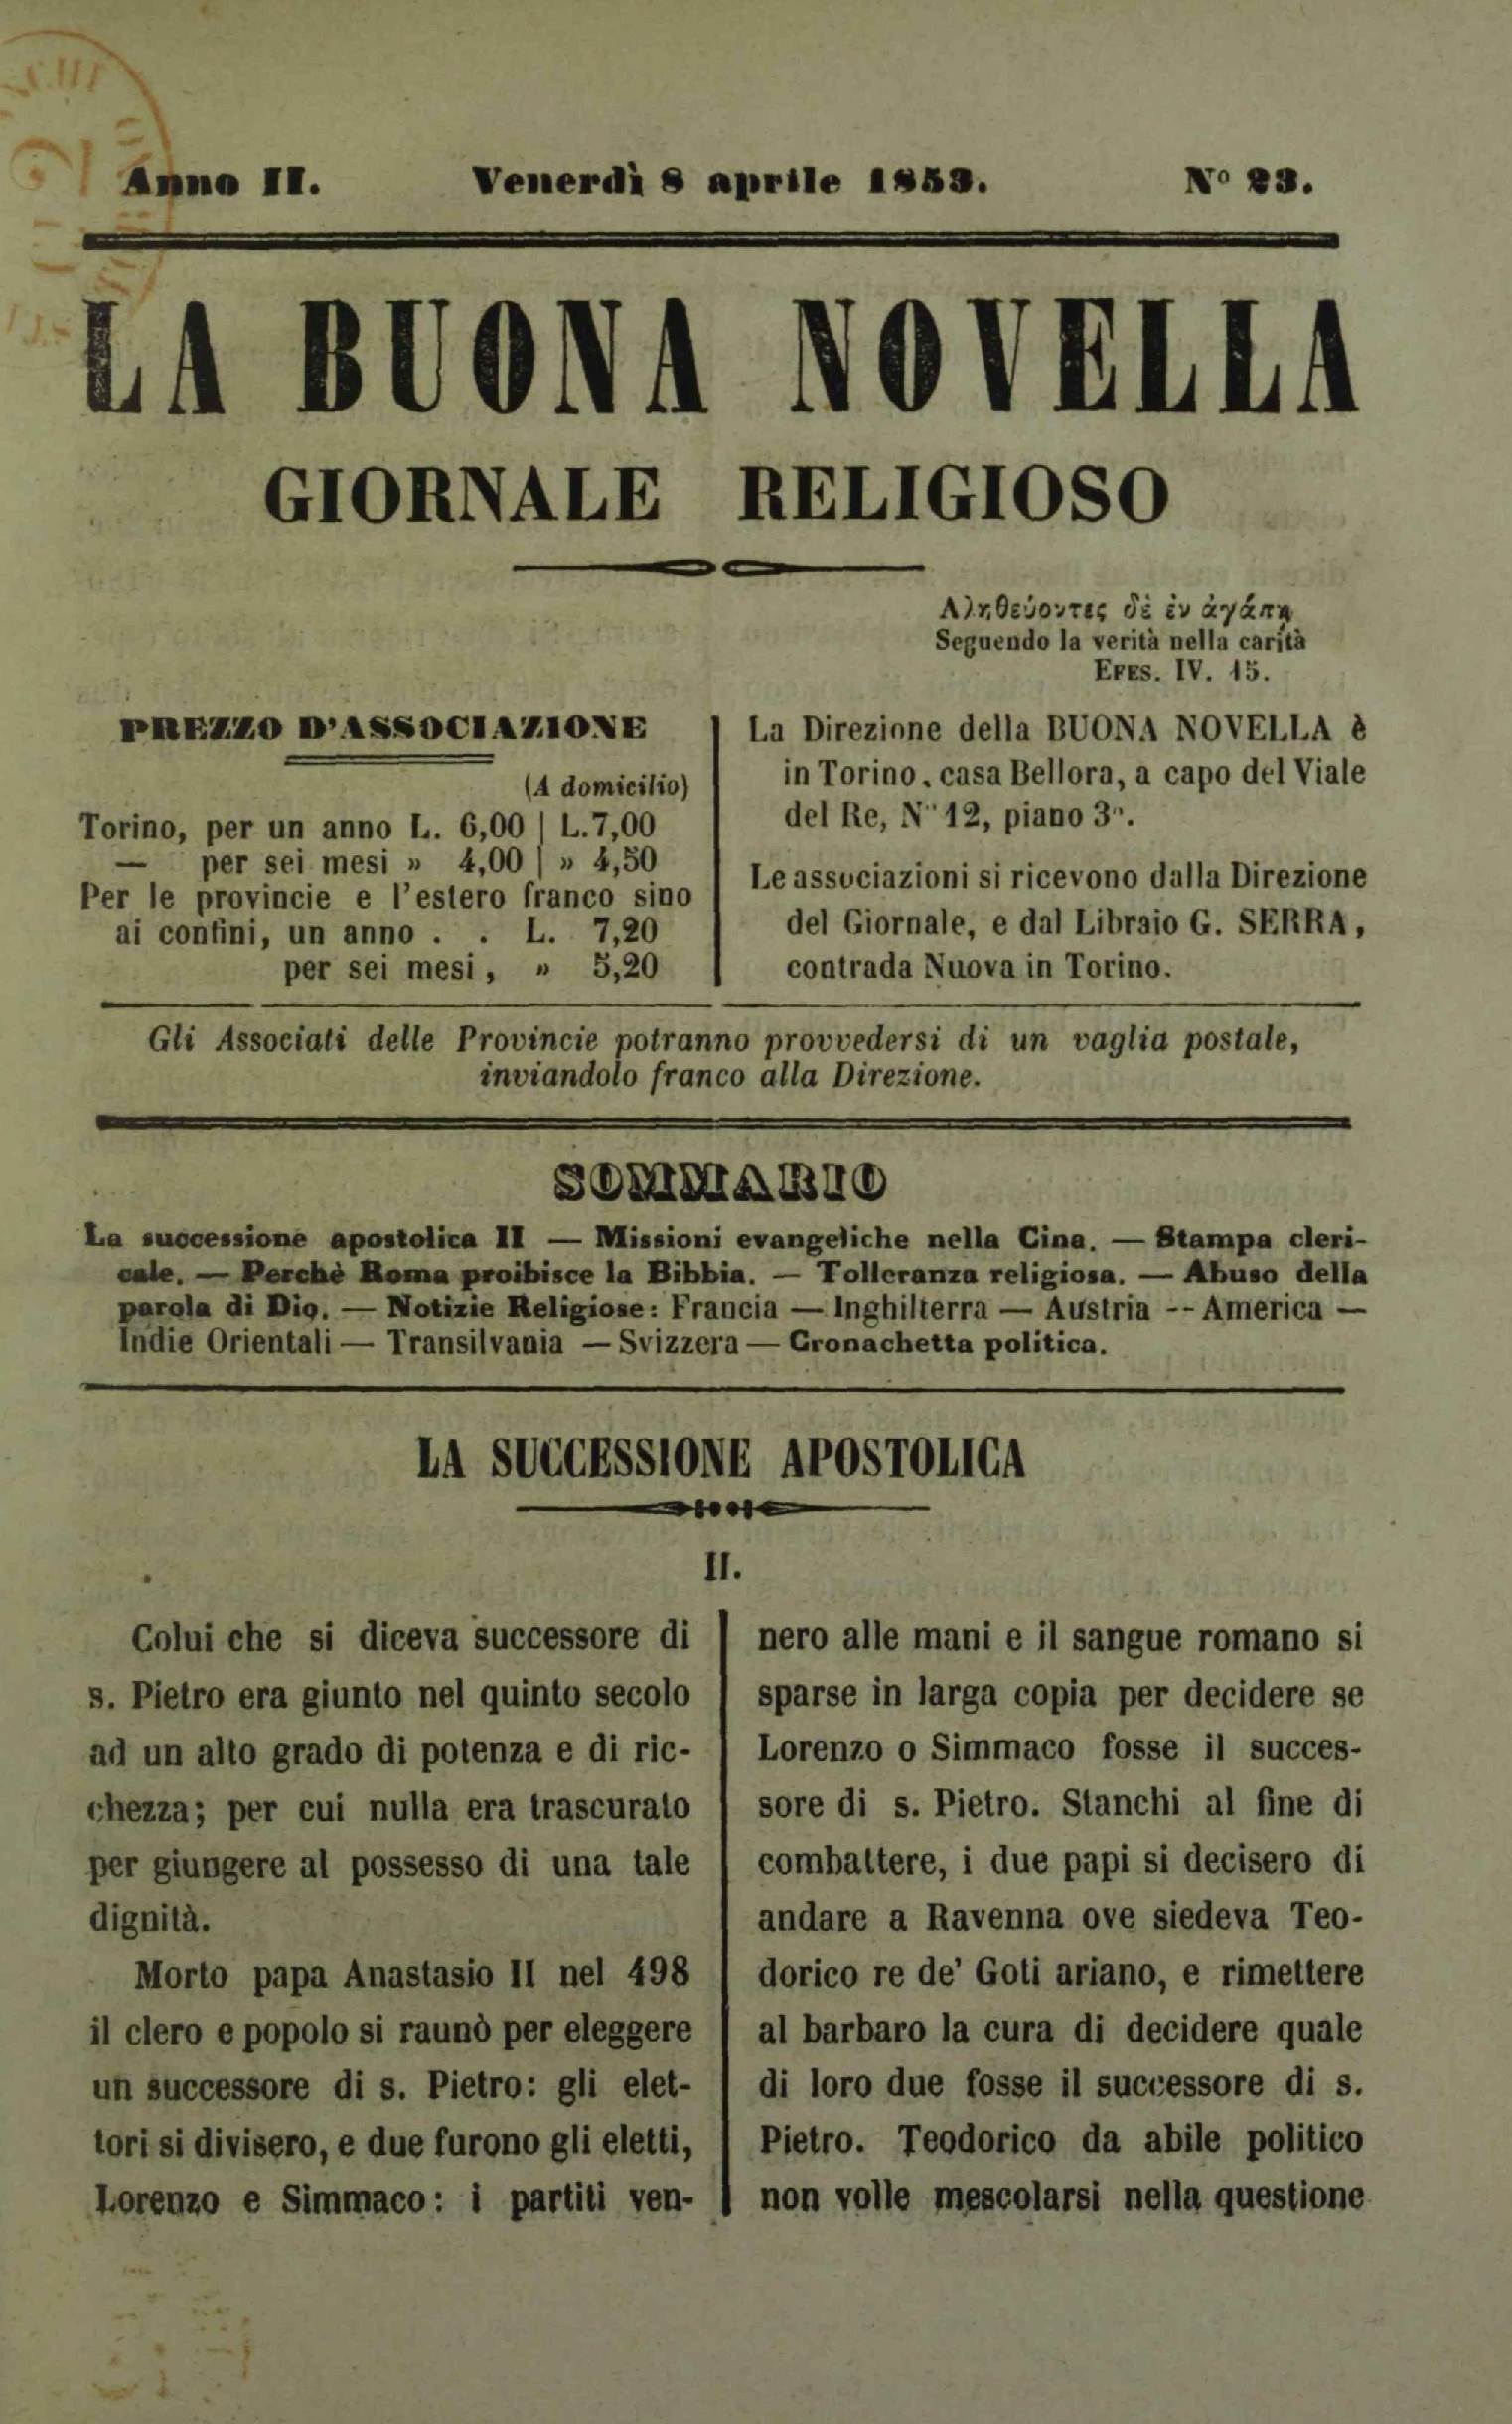 Anno II. Venerdì 8 aprile 1853. Nº 23.
LA BUONA NOVELLA
GIORNALE RELIGIOSO
Αληθεύοντες δὲ ἐν ἀγάπῃ
Seguendo la verità nella carità
EFES. IV. 15.
PREZZO D'ASSOCIAZIONE
(A domicilio)
Torino, per un anno L. 6,00 | L.7,00
— per sei mesi » 4,00 | » 4,50
Per le provincie e l'estero franco sino
ai confini, un anno . . L. 7,20
per sei mesi, » 5,20
La Direzione della BUONA NOVELLA è
in Torino, casa Bellora, a capo del Viale
del Re, Nº 12, piano 3º.
Le associazioni si ricevono dalla Direzione
del Giornale, e dal Libraio G. SERRA,
contrada Nuova in Torino.
Gli Associati delle Provincie potranno provvedersi di un vaglia postale,
inviandolo franco alla Direzione.
SOMMARIO
La successione apostolica II — Missioni evangeliche nella Cina. — Stampa cleri-
cale. — Perchè Roma proibisce la Bibbia. — Tolleranza religiosa. — Abuso della
parola di Dio. — Notizie Religiose: Francia — Inghilterra — Austria -- America —
Indie Orientali — Transilvania — Svizzera — Cronachetta politica.
LA SUCCESSIONE APOSTOLICA
II.
Colui che si diceva successore di
s. Pietro era giunto nel quinto secolo
ad un alto grado di potenza e di ric-
chezza; per cui nulla era trascurato
per giungere al possesso di una tale
dignità.
Morto papa Anastasio II nel 498
il clero e popolo si raunò per eleggere
un successore di s. Pietro: gli elet-
tori si divisero, e due furono gli eletti,
Lorenzo e Simmaco: i partiti ven-
nero alle mani e il sangue romano si
sparse in larga copia per decidere se
Lorenzo o Simmaco fosse il succes-
sore di s. Pietro. Stanchi al fine di
combattere, i due papi si decisero di
andare a Ravenna ove siedeva Teo-
dorico re de' Goti ariano, e rimettere
al barbaro la cura di decidere quale
di loro due fosse il successore di s.
Pietro. Teodorico da abile politico
non volle mescolarsi nella questione